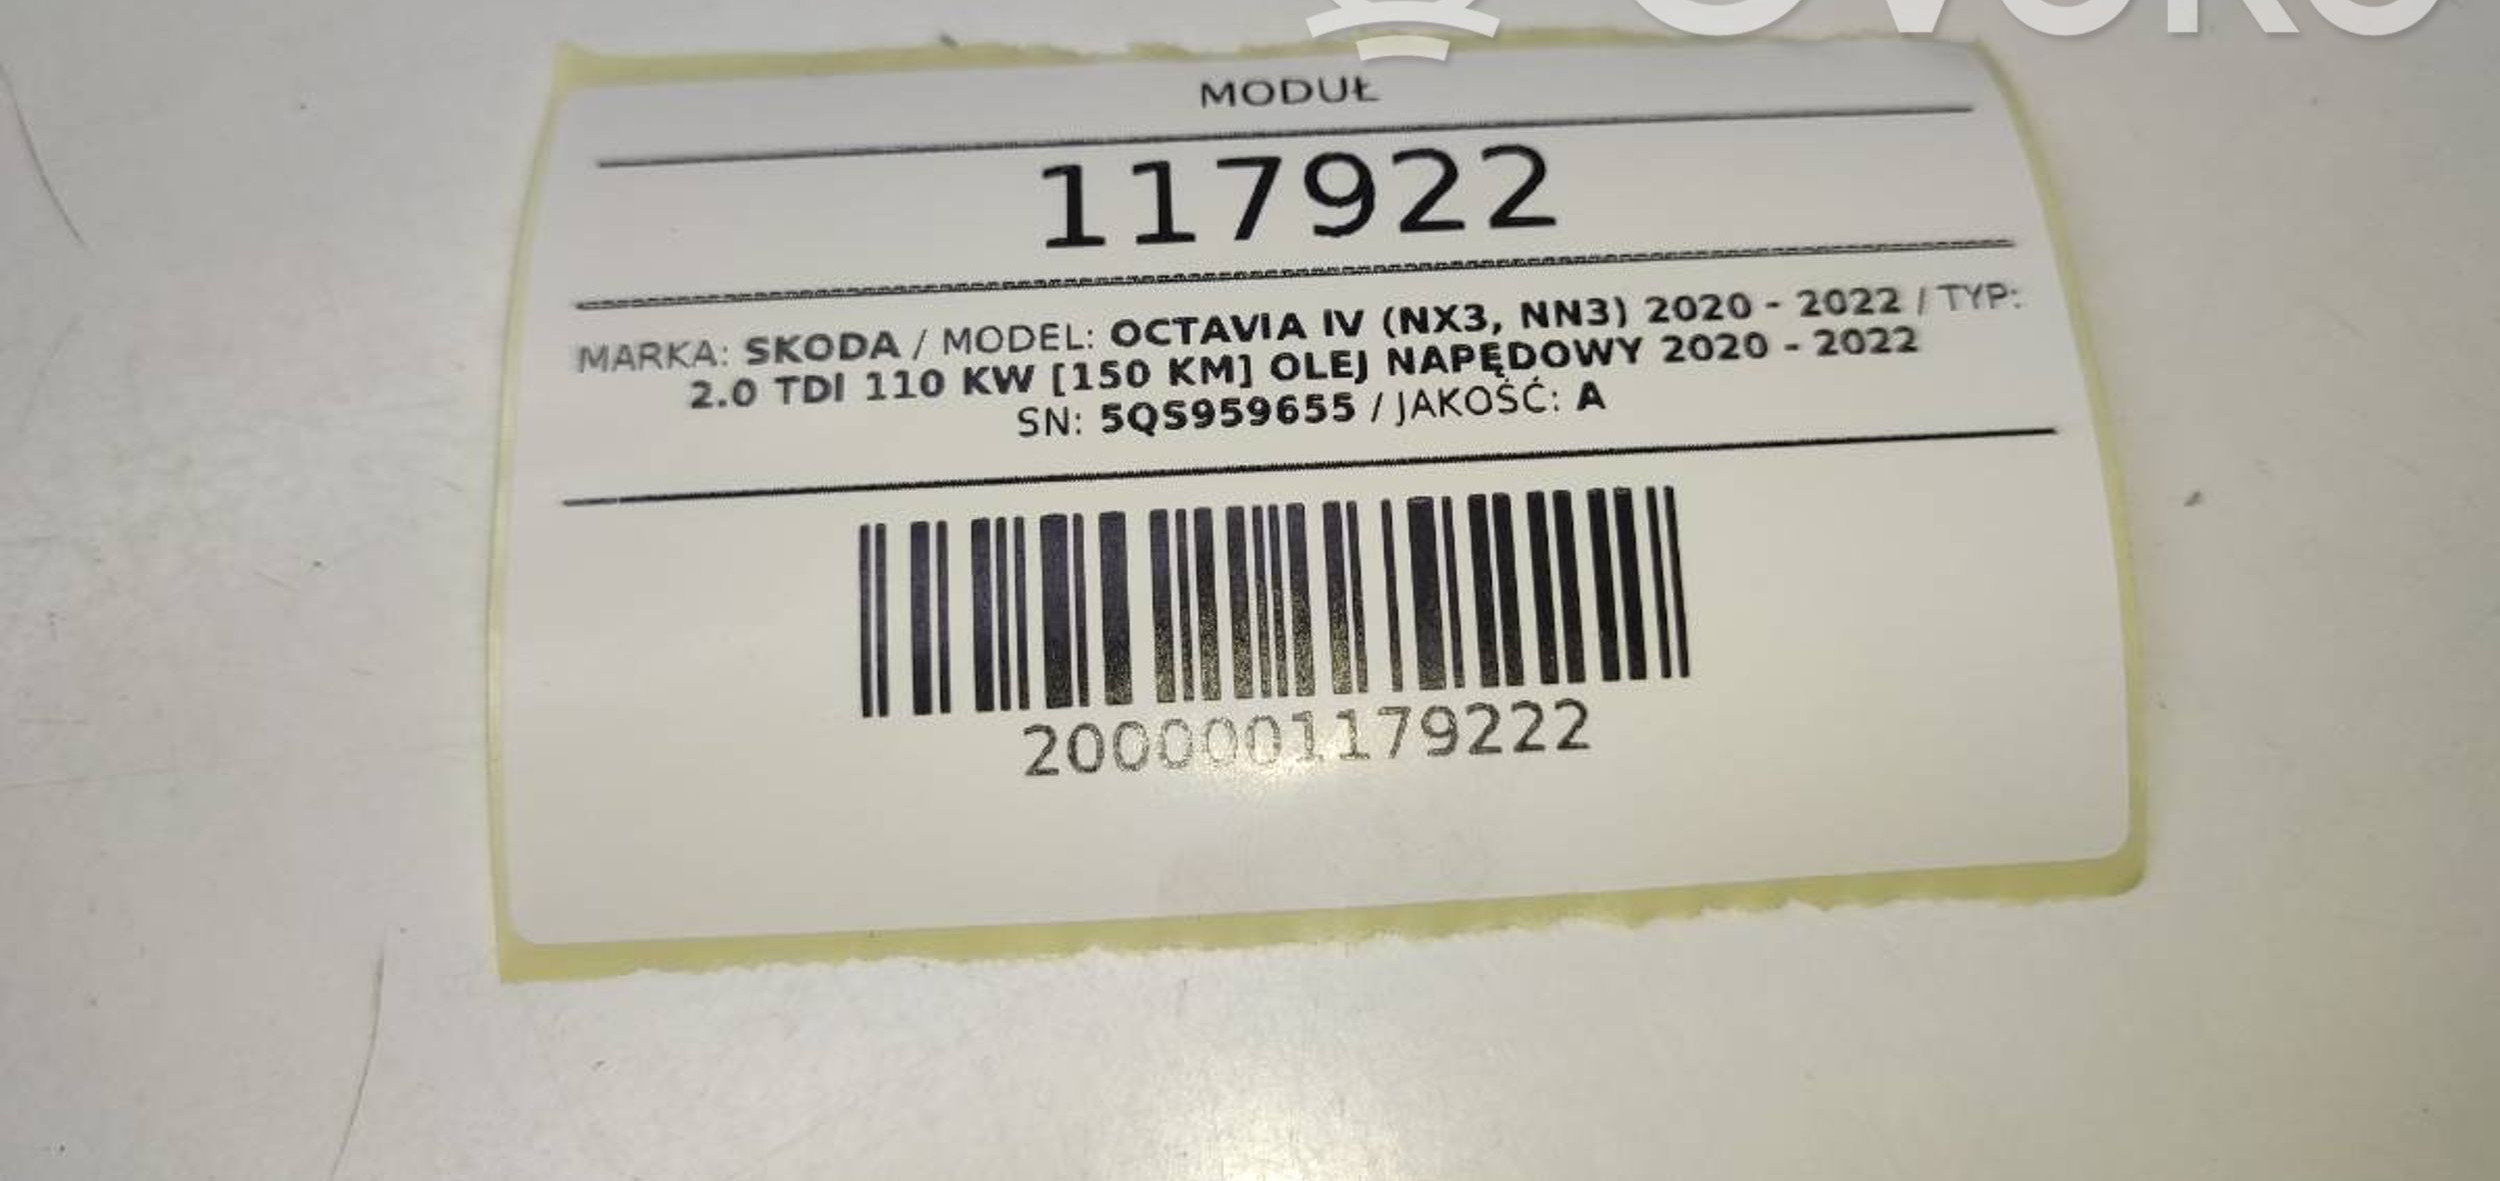 MODUŁ
117922
MARKA: SKODA / MODEL: OCTAVIA IV (NX3, NN3) 2020 - 2022 / TYP:
2.0 TDI 110 KW [150 KM] OLEJ NAPĘDOWY 2020 - 2022
SN: 5QS959655 / JAKOŚĆ: A
2000001179222